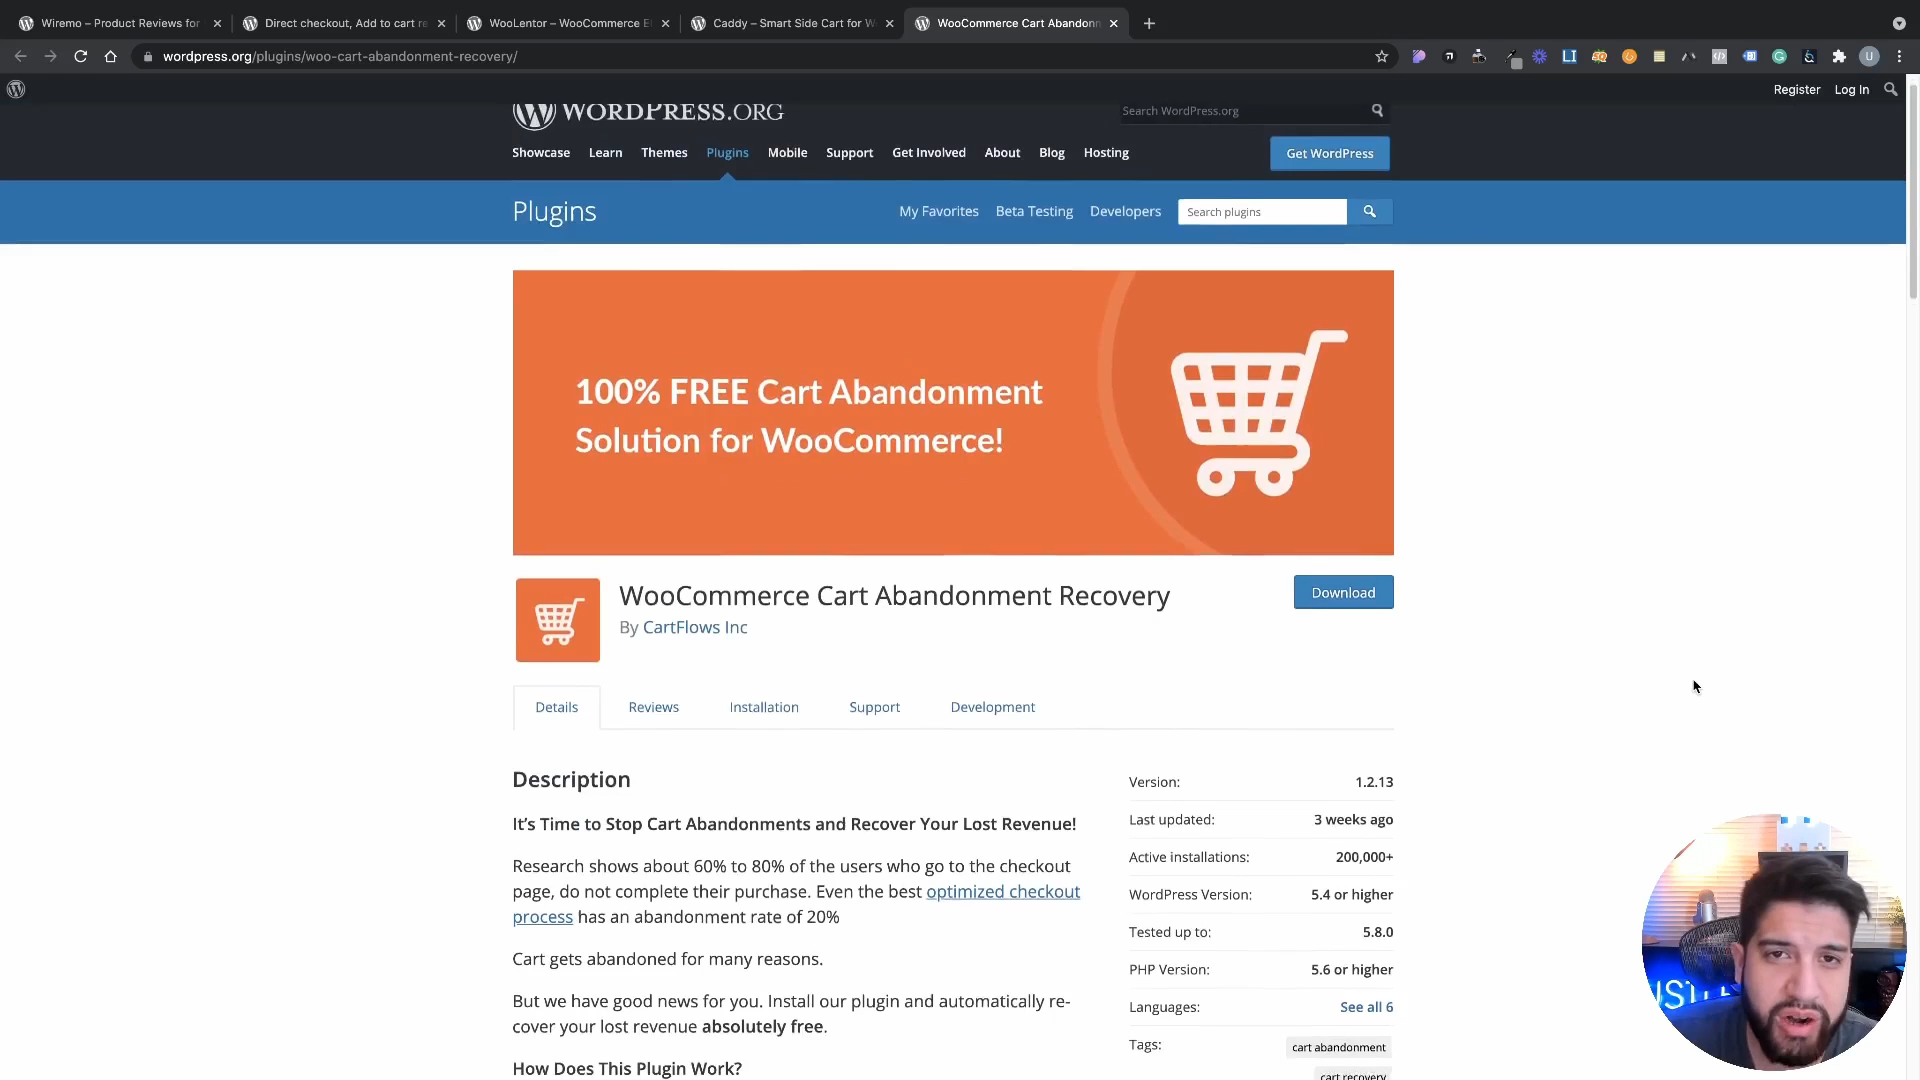 Wiremo – Product Reviews for
Direct checkout, Add to cart re
WooLentor – WooCommerce El
Caddy – Smart Side Cart for W
WooCommerce Cart Abandonm
wordpress.org/plugins/woo-cart-abandonment-recovery/
Register Log In
WORDPRESS.ORG
Search WordPress.org
Showcase Learn Themes Plugins Mobile Support Get Involved About Blog Hosting
Get WordPress
Plugins
My Favorites Beta Testing Developers
Search plugins
100% FREE Cart Abandonment
Solution for WooCommerce!
WooCommerce Cart Abandonment Recovery
By CartFlows Inc
Download
Details Reviews Installation Support Development
Description
It's Time to Stop Cart Abandonments and Recover Your Lost Revenue!
Research shows about 60% to 80% of the users who go to the checkout
page, do not complete their purchase. Even the best optimized checkout
process has an abandonment rate of 20%
Cart gets abandoned for many reasons.
But we have good news for you. Install our plugin and automatically re-
cover your lost revenue absolutely free.
How Does This Plugin Work?
Version: 1.2.13
Last updated: 3 weeks ago
Active installations: 200,000+
WordPress Version: 5.4 or higher
Tested up to: 5.8.0
PHP Version: 5.6 or higher
Languages: See all 6
Tags: cart abandonment
cart recovery